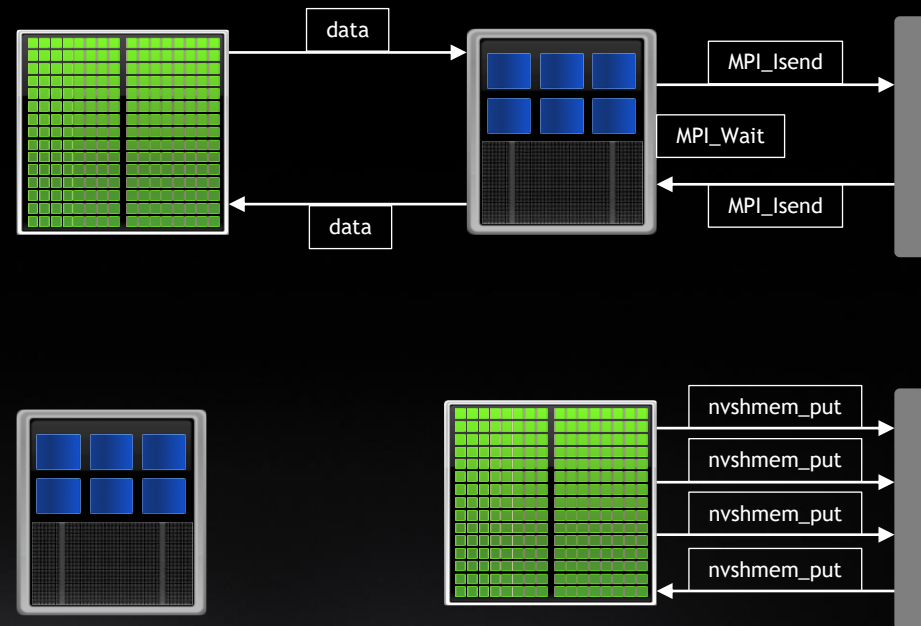 data
MPI_Isend
MPI_Wait
MPI_Isend
data
nvshmem_put
nvshmem_put
nvshmem_put
nvshmem_put